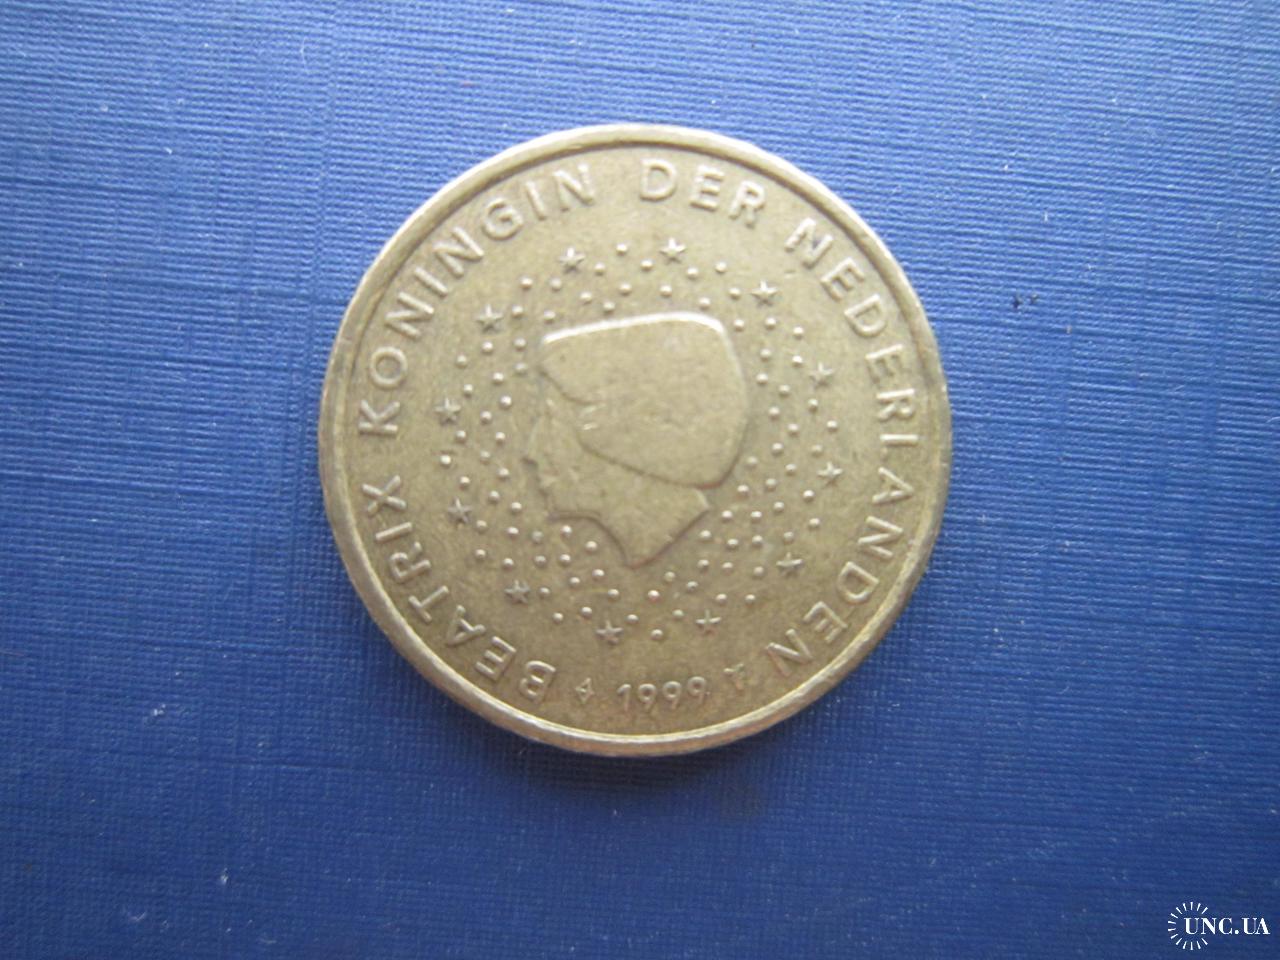 BEATRIX KONINGIN DER NEDERLANDEN
1999
UNC.UA